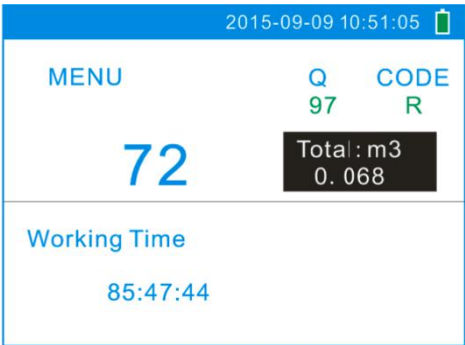 2015-09-09 10:51:05
MENU Q CODE
97 R
72 Total: m3
0. 068
Working Time
85:47:44